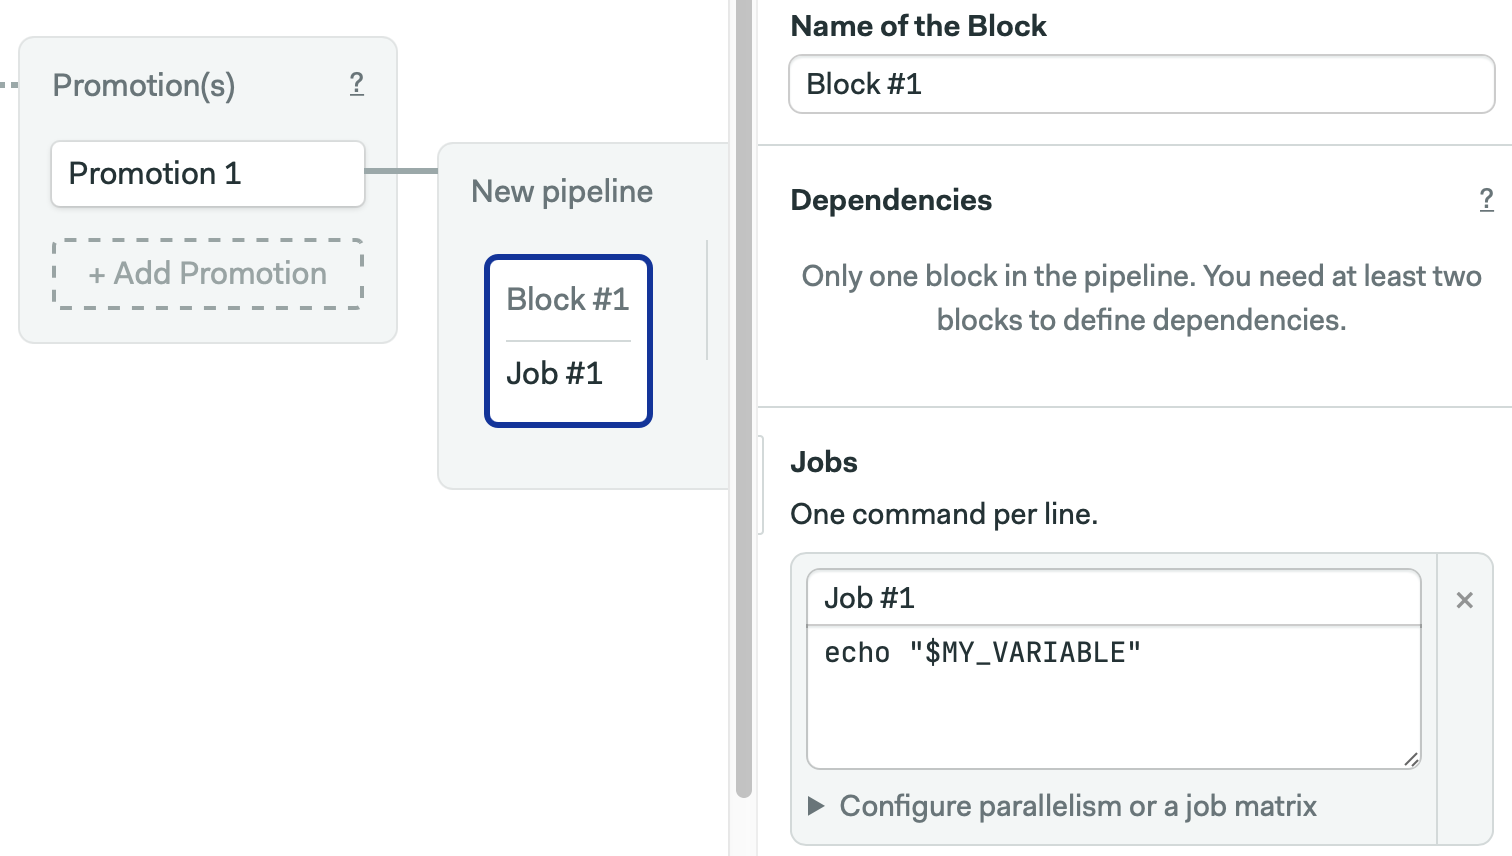 Promotion(s)
?
Promotion 1
+ Add Promotion
New pipeline
Block #1
Job #1
Name of the Block
Block #1
Dependencies
?
Only one block in the pipeline. You need at least two
blocks to define dependencies.
Jobs
One command per line.
Job #1
echo "$MY_VARIABLE"
Configure parallelism or a job matrix